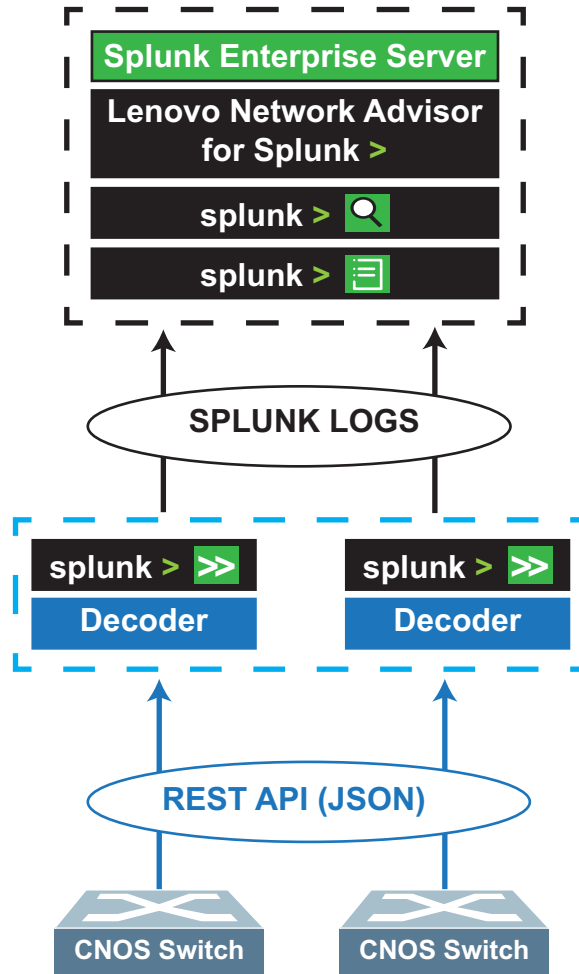 Splunk Enterprise Server
Lenovo Network Advisor
for Splunk >
splunk >
splunk >
SPLUNK LOGS
splunk > >>
splunk > >>
Decoder
Decoder
REST API (JSON)
CNOS Switch
CNOS Switch